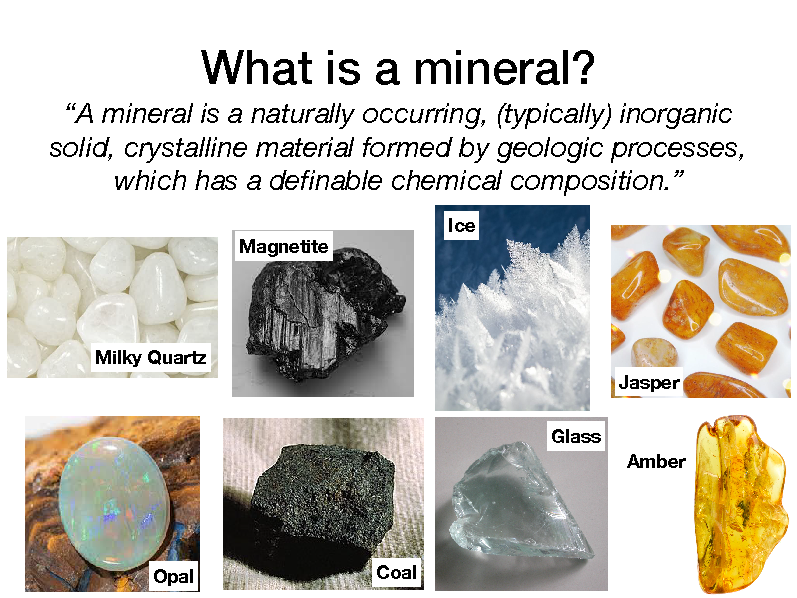 What is a mineral?
“A mineral is a naturally occurring, (typically) inorganic
solid, crystalline material formed by geologic processes,
which has a definable chemical composition.”
Ice
Magnetite
Milky Quartz
Jasper
Glass
Amber
Opal
Coal